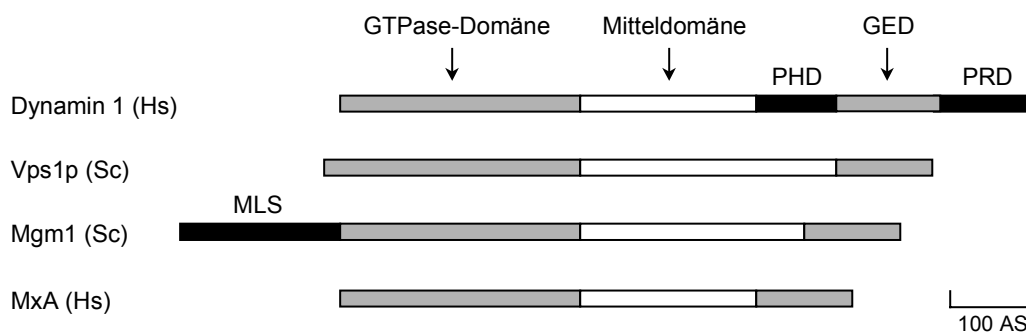 GTPase-Domäne Mitteldomäne GED
PHD PRD
Dynamin 1 (Hs)
Vps1p (Sc)
MLS
Mgm1 (Sc)
MxA (Hs)
100 AS